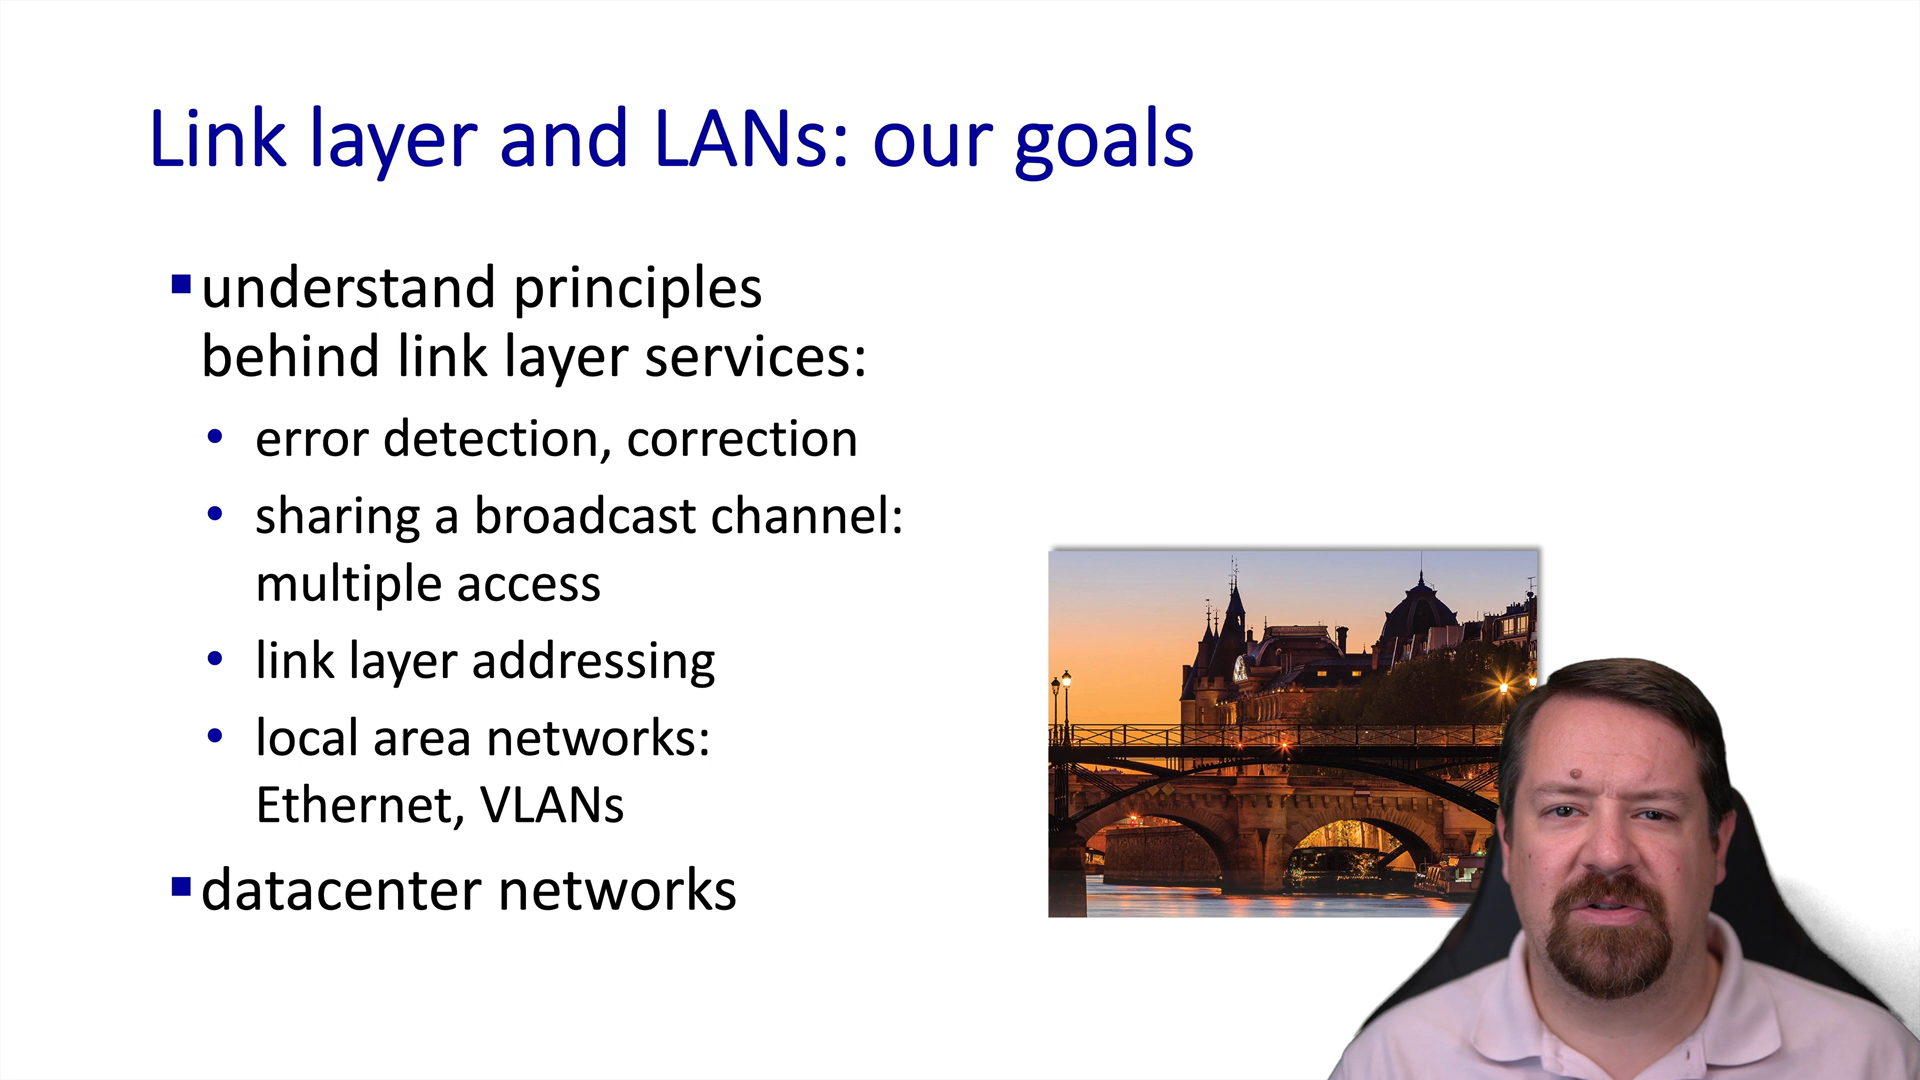 Link layer and LANs: our goals
▪understand principles
behind link layer services:
• error detection, correction
• sharing a broadcast channel:
multiple access
• link layer addressing
• local area networks:
Ethernet, VLANs
▪datacenter networks